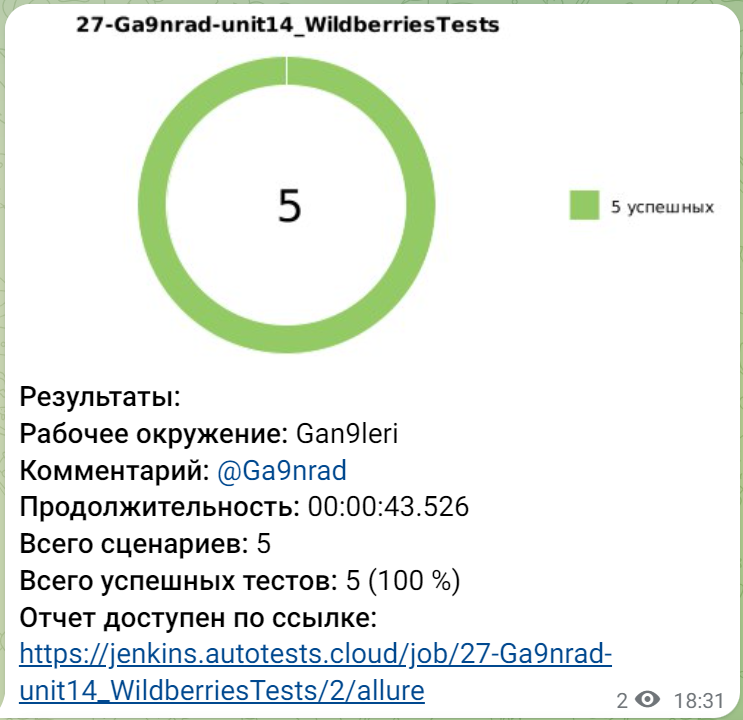 27-Ga9nrad-unit14_WildberriesTests
5
5 успешных
Результаты:
Рабочее окружение: Gan9leri
Комментарий: @Ga9nrad
Продолжительность: 00:00:43.526
Всего сценариев: 5
Всего успешных тестов: 5 (100 %)
Отчет доступен по ссылке:
https://jenkins.autotests.cloud/job/27-Ga9nrad-
unit14_WildberriesTests/2/allure
2 18:31